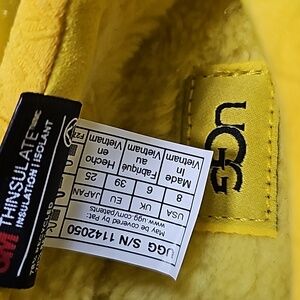 UGG
UGG S/N 1142050
May be covered by Pat:
www.ugg.com/patents
USA UK EU JAPAN
8 6 39 25
Made Fabriqué Hecho
In au en
Vietnam Vietnam Vietnam
3M
THINSULATE
INSULATION | ISOLANT